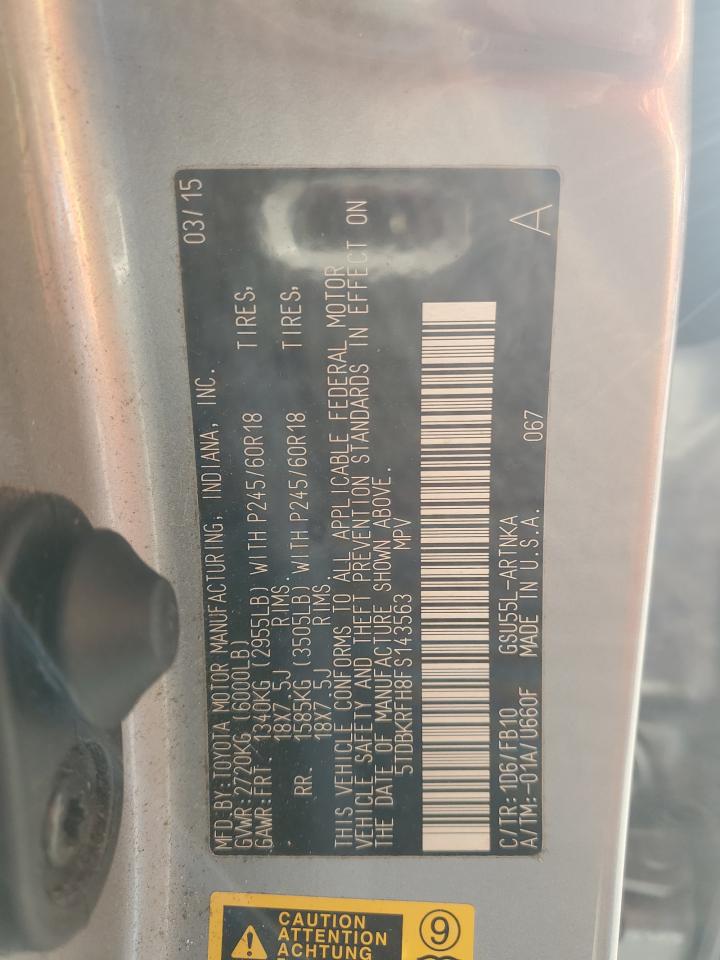 MFD.BY:TOYOTA MOTOR MANUFACTURING, INDIANA, INC. 03/15
GVWR:2720KG (6000LB)
GAWR:FRT. 1340KG (2955LB) WITH P245/60R18 TIRES,
18X7.5J RIMS.
RR. 1585KG (3505LB) WITH P245/60R18 TIRES,
18X7.5J RIMS.
THIS VEHICLE CONFORMS TO ALL APPLICABLE FEDERAL MOTOR
VEHICLE SAFETY AND THEFT PREVENTION STANDARDS IN EFFECT ON
THE DATE OF MANUFACTURE SHOWN ABOVE.
5TDBKRFH8FS143563 MPV
C/TR:1D6/FB10 GSU55L-ARTNKA 067 A
A/TM:-01A/U660F MADE IN U.S.A.
CAUTION
ATTENTION
ACHTUNG
9